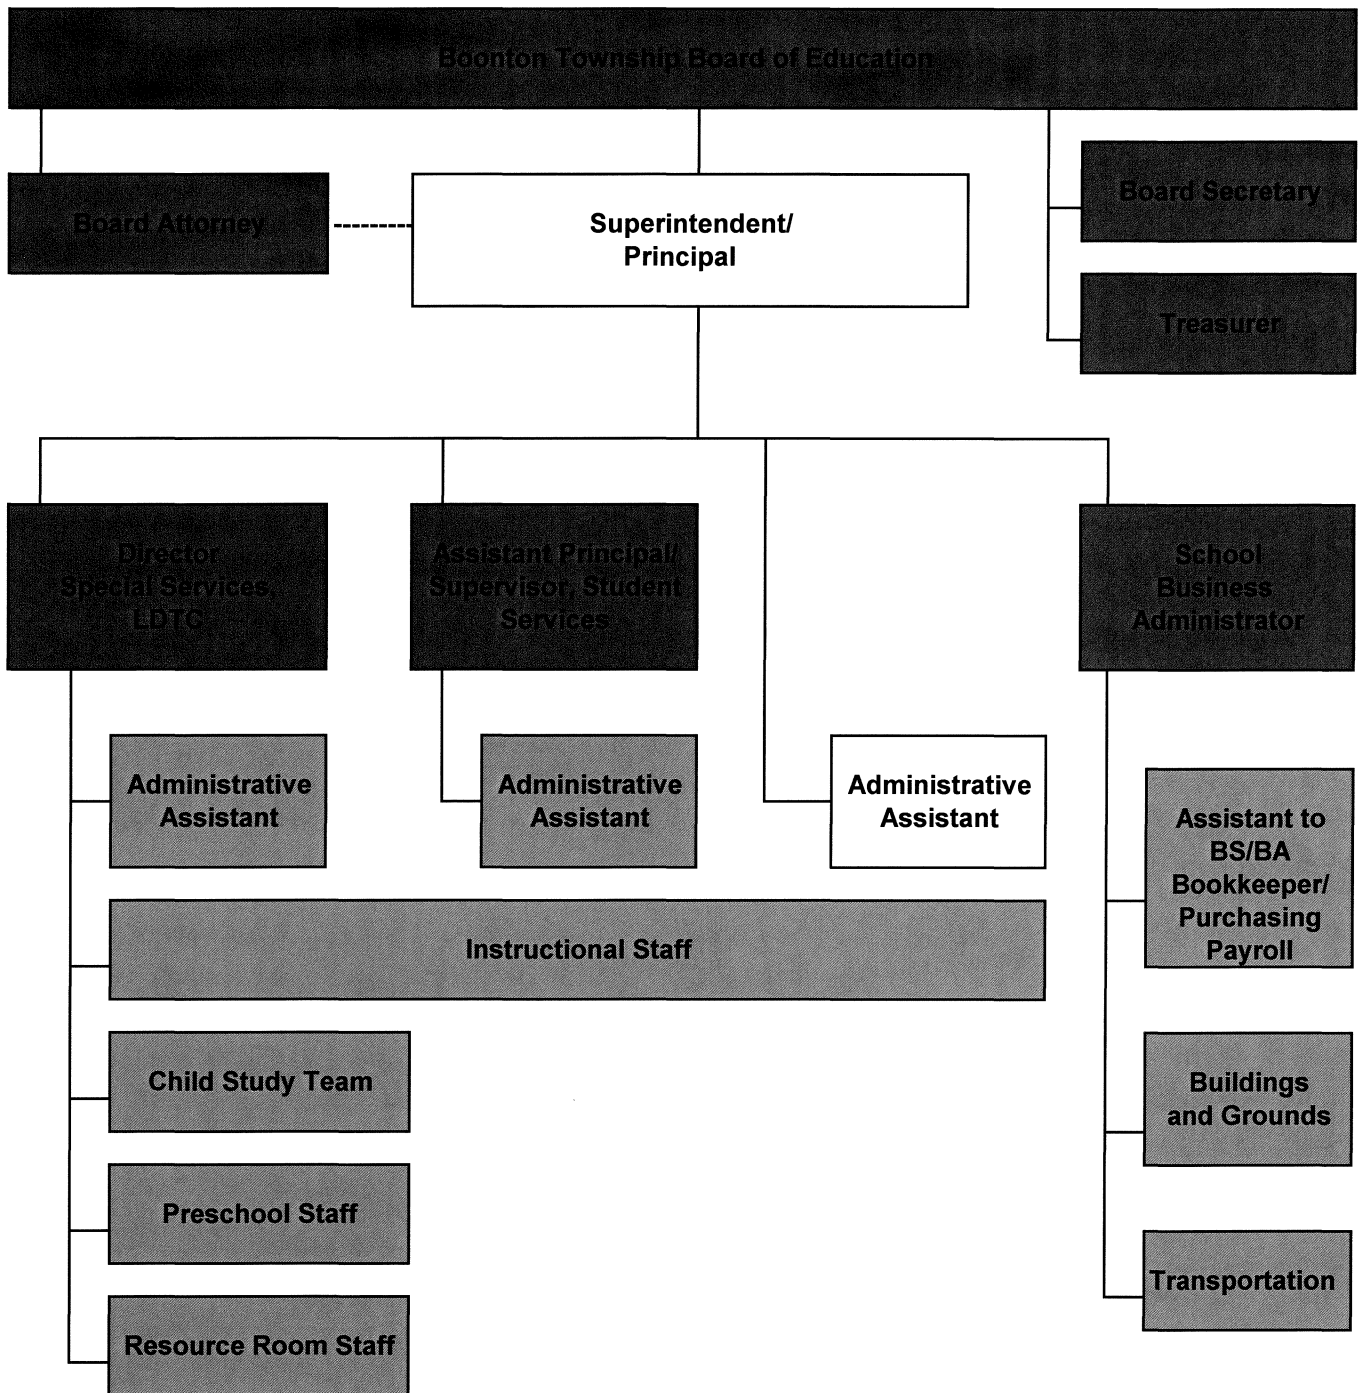 Boonton Township Board of Education
Board Attorney
Superintendent/
Principal
Board Secretary
Treasurer
Director
Special Services,
LDTC
Assistant Principal/
Supervisor, Student
Services
School
Business
Administrator
Administrative
Assistant
Administrative
Assistant
Administrative
Assistant
Assistant to
BS/BA
Bookkeeper/
Purchasing
Payroll
Instructional Staff
Child Study Team
Buildings
and Grounds
Preschool Staff
Transportation
Resource Room Staff